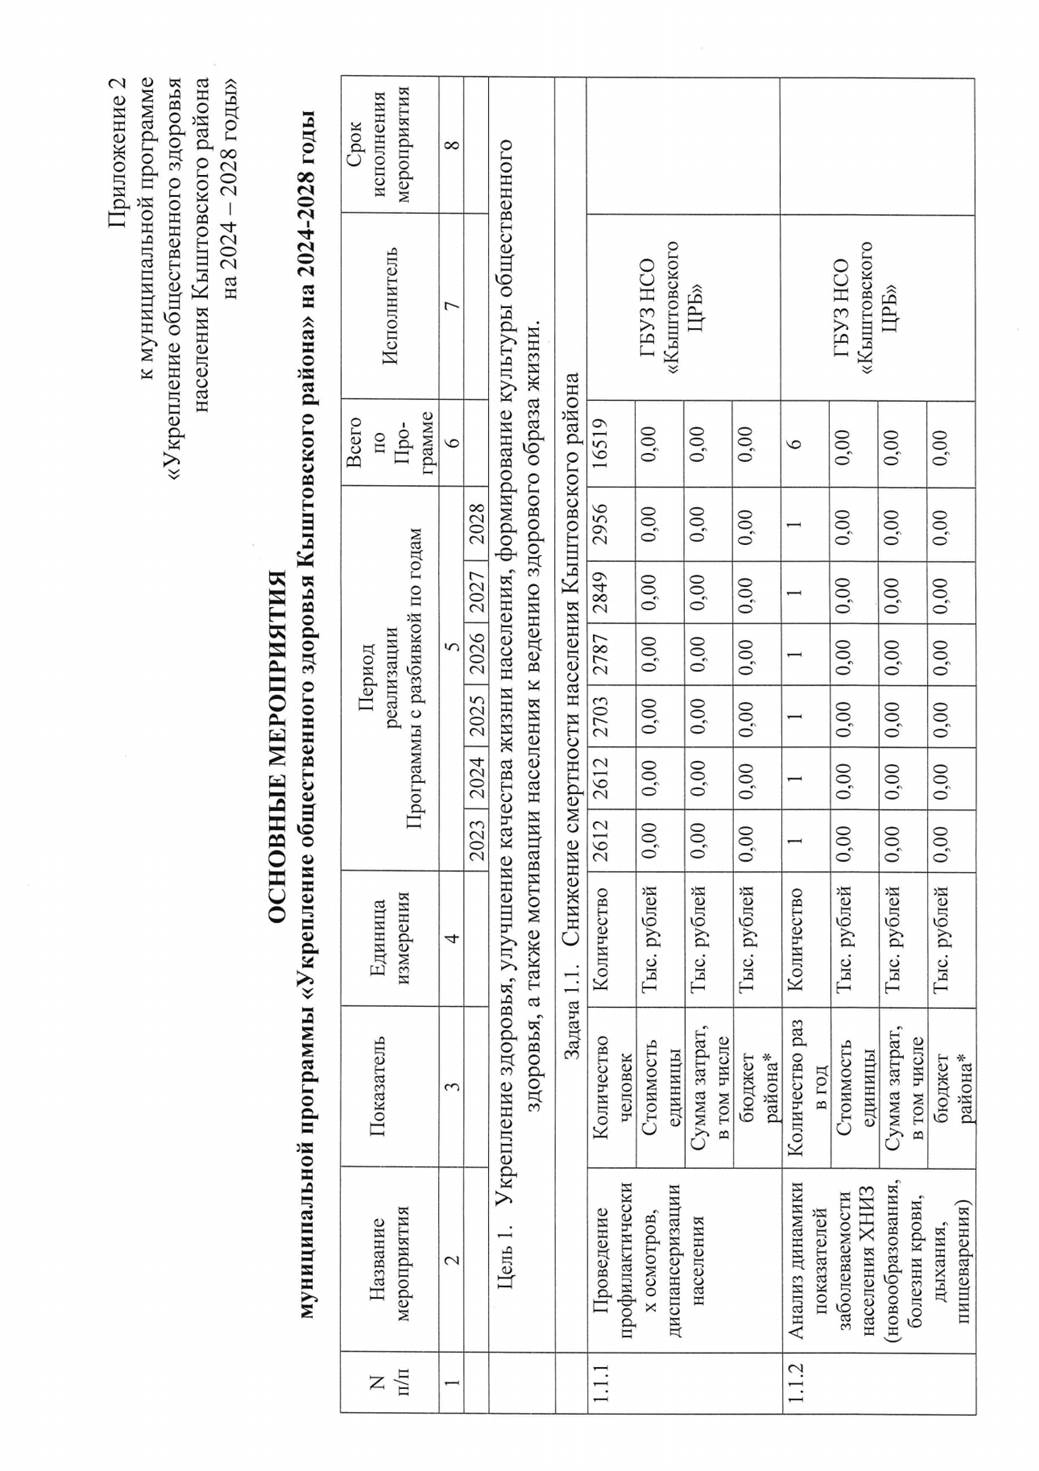 Приложение 2
к муниципальной программе
«Укрепление общественного здоровья
населения Кыштовского района
на 2024 – 2028 годы»
ОСНОВНЫЕ МЕРОПРИЯТИЯ
муниципальной программы «Укрепление общественного здоровья Кыштовского района» на 2024-2028 годы
N
п/п
Название
мероприятия
Показатель
Единица
измерения
Период
реализации
Программы с разбивкой по годам
Всего
по
Про-
грамме
Исполнитель
Срок
исполнения
мероприятия
1 2 3 4 5 6 7 8
2023 2024 2025 2026 2027 2028
Цель 1. Укрепление здоровья, улучшение качества жизни населения, формирование культуры общественного
здоровья, а также мотивации населения к ведению здорового образа жизни.
Задача 1.1. Снижение смертности населения Кыштовского района
1.1.1
Проведение
профилактически
х осмотров,
диспансеризации
населения
Количество
человек
Количество 2612 2612 2703 2787 2849 2956 16519
Стоимость
единицы
Тыс. рублей 0,00 0,00 0,00 0,00 0,00 0,00 0,00
Сумма затрат,
в том числе
Тыс. рублей 0,00 0,00 0,00 0,00 0,00 0,00 0,00
бюджет
района*
Тыс. рублей 0,00 0,00 0,00 0,00 0,00 0,00 0,00
ГБУЗ НСО
«Кыштовского
ЦРБ»
1.1.2
Анализ динамики
показателей
заболеваемости
населения ХНИЗ
(новообразования,
болезни крови,
дыхания,
пищеварения)
Количество раз
в год
Количество 1 1 1 1 1 1 6
Стоимость
единицы
Тыс. рублей 0,00 0,00 0,00 0,00 0,00 0,00 0,00
Сумма затрат,
в том числе
Тыс. рублей 0,00 0,00 0,00 0,00 0,00 0,00 0,00
бюджет
района*
Тыс. рублей 0,00 0,00 0,00 0,00 0,00 0,00 0,00
ГБУЗ НСО
«Кыштовского
ЦРБ»